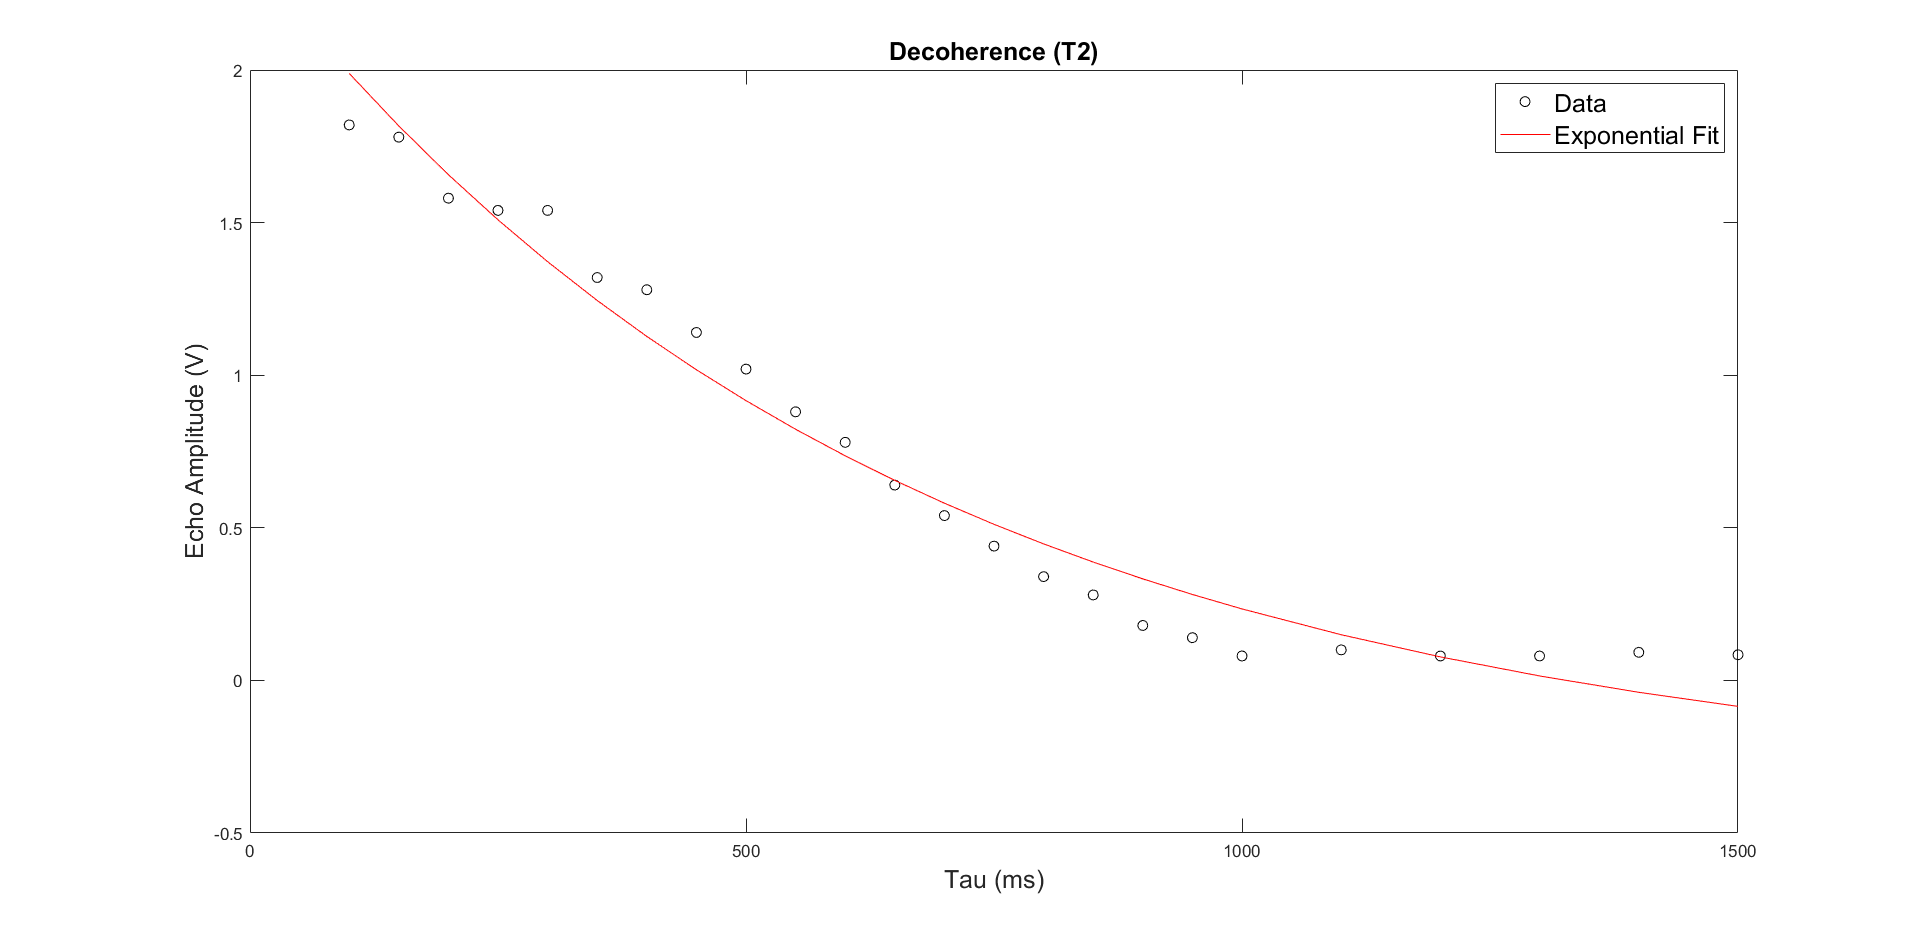 Decoherence (T2)
Data
Exponential Fit
Echo Amplitude (V)
2
1.5
1
0.5
0
-0.5
0 500 1000 1500
Tau (ms)